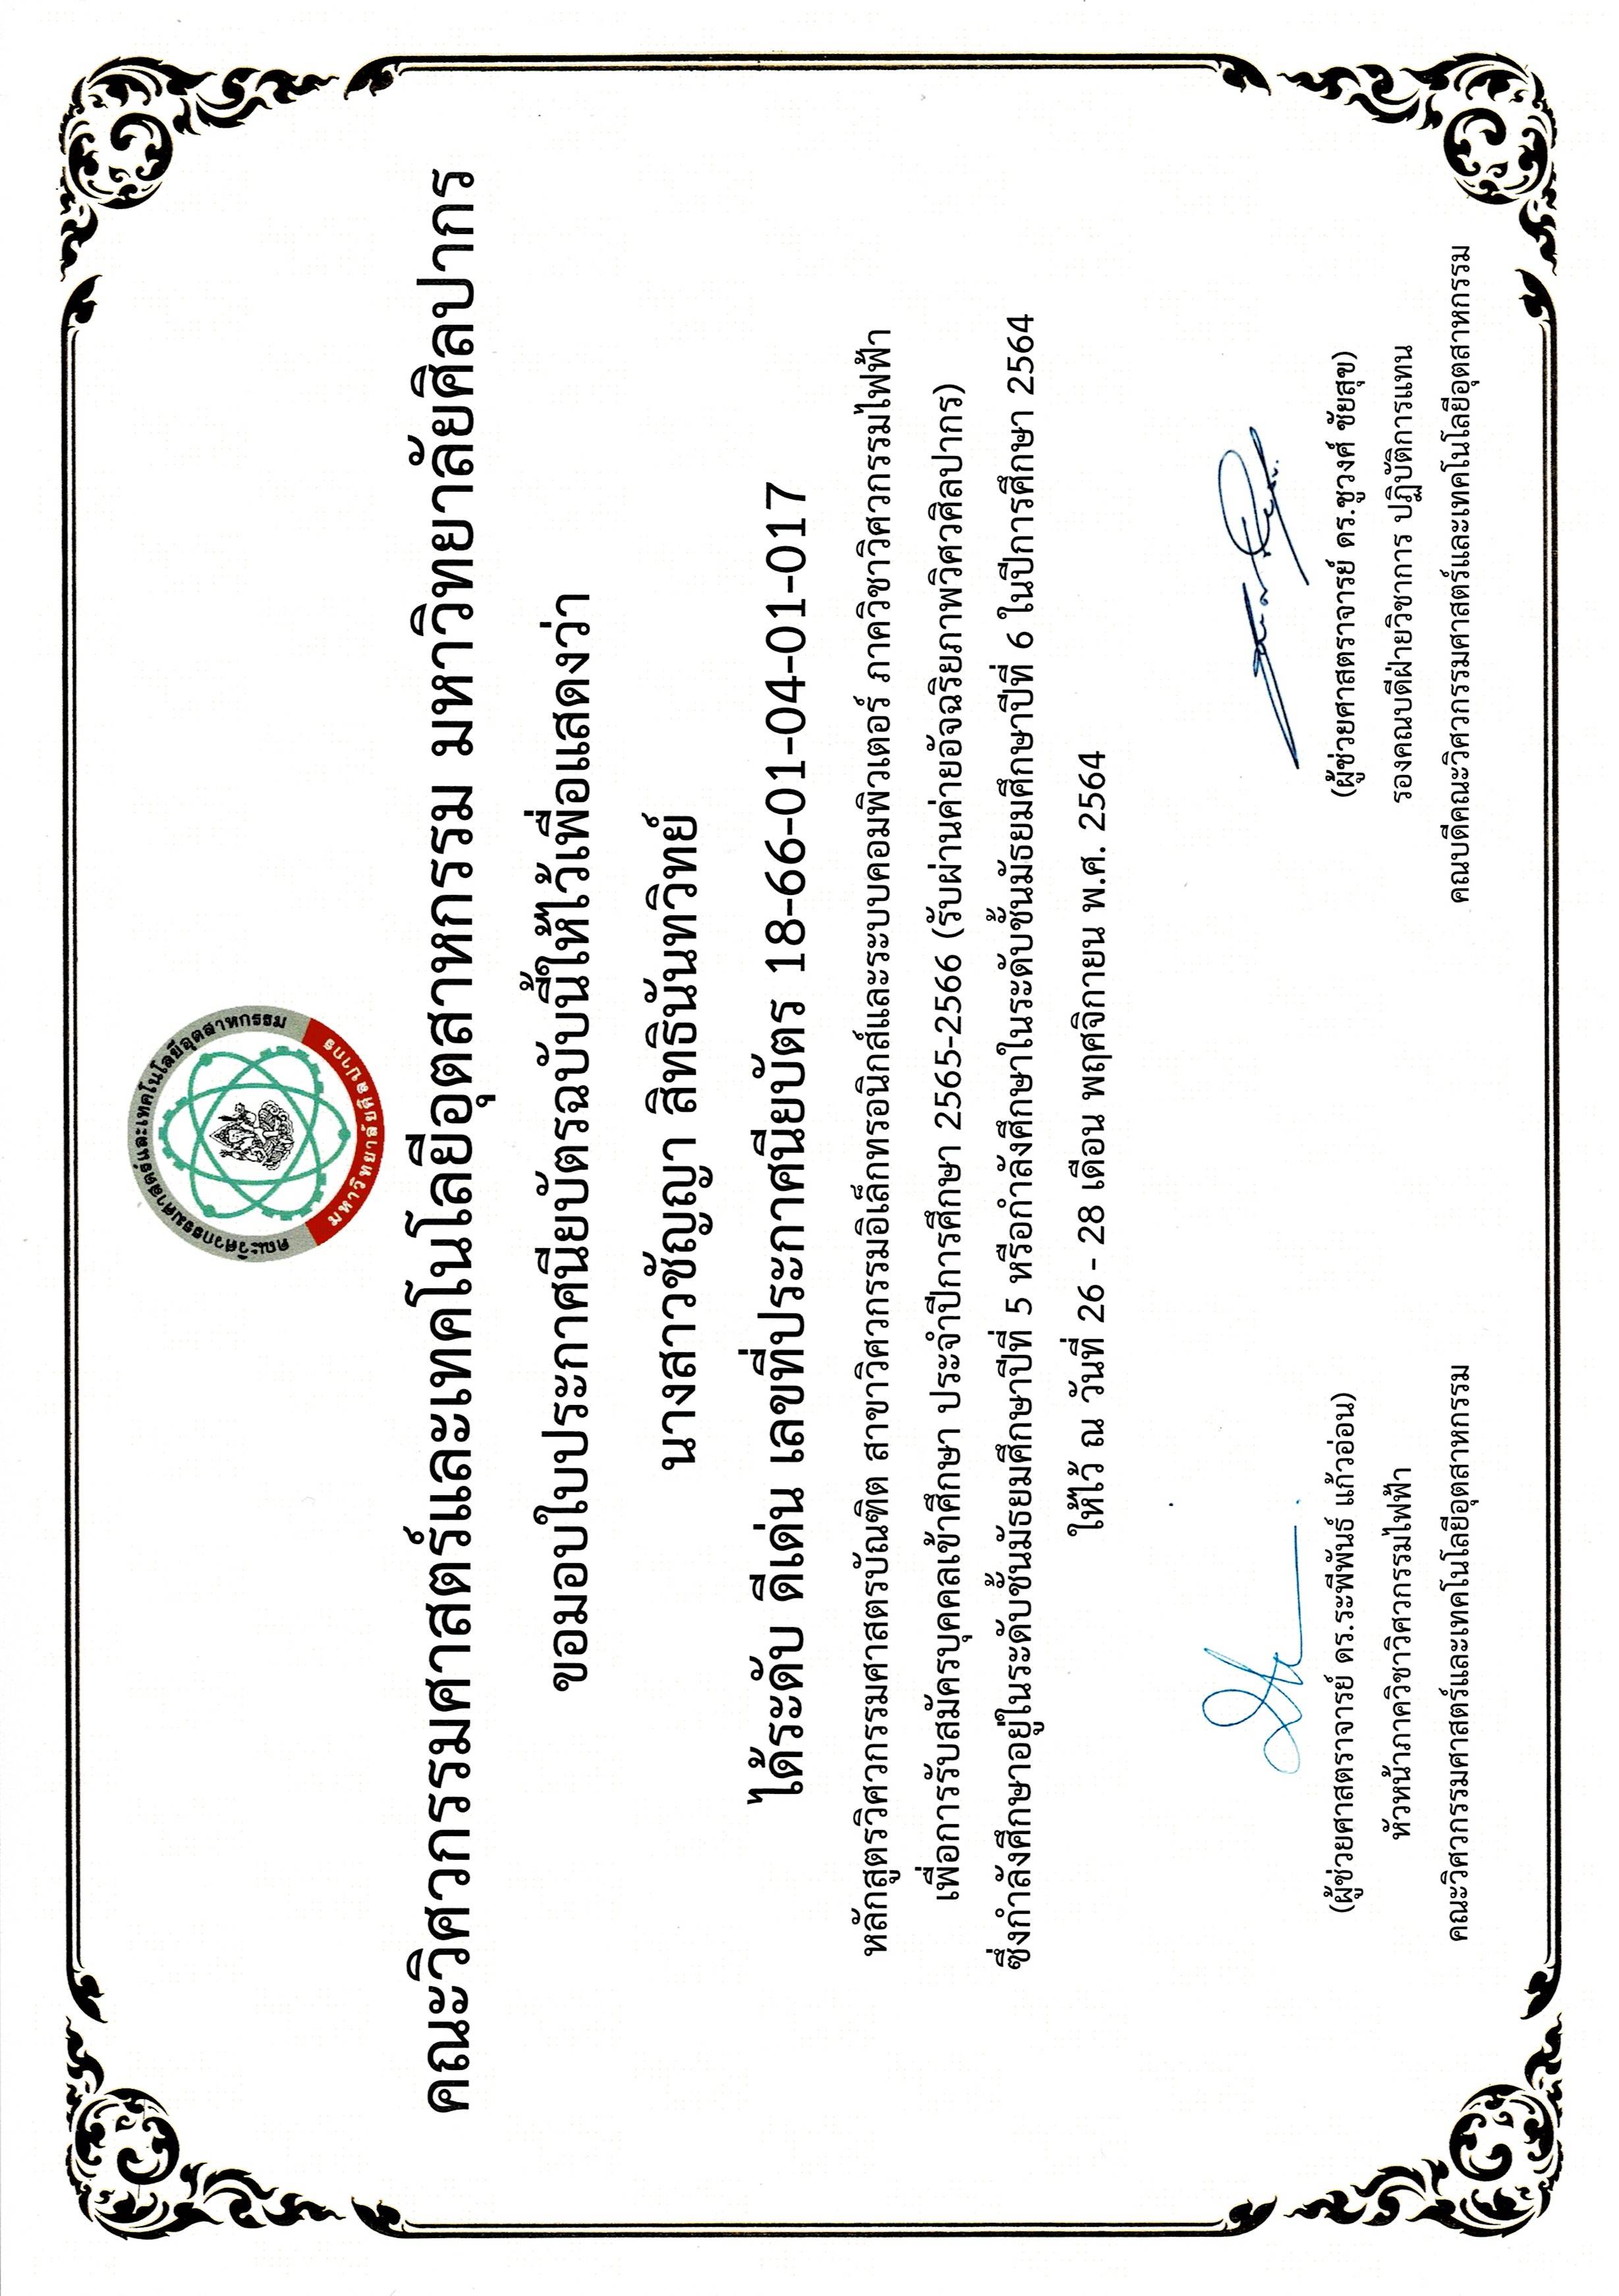 คณะวิศวกรรมศาสตร์และเทคโนโลยีอุตสาหกรรม
มหาวิทยาลัยศิลปากร
คณะวิศวกรรมศาสตร์และเทคโนโลยีอุตสาหกรรม มหาวิทยาลัยศิลปากร
ขอมอบใบประกาศนียบัตรฉบับนี้ให้ไว้เพื่อแสดงว่า
นางสาวชัญญา สิทธินันทวิทย์
ได้ระดับ ดีเด่น เลขที่ประกาศนียบัตร 18-66-01-04-01-017
หลักสูตรวิศวกรรมศาสตรบัณฑิต สาขาวิศวกรรมอิเล็กทรอนิกส์และระบบคอมพิวเตอร์ ภาควิชาวิศวกรรมไฟฟ้า
เพื่อการรับสมัครบุคคลเข้าศึกษา ประจำปีการศึกษา 2565-2566 (รับผ่านค่ายอัจฉริยภาพวิศวศิลปากร)
ซึ่งกำลังศึกษาอยู่ในระดับชั้นมัธยมศึกษาปีที่ 5 หรือกำลังศึกษาในระดับชั้นมัธยมศึกษาปีที่ 6 ในปีการศึกษา 2564
ให้ไว้ ณ วันที่ 26 - 28 เดือน พฤศจิกายน พ.ศ. 2564
(ผู้ช่วยศาสตราจารย์ ดร.ระพีพันธ์ แก้วอ่อน)
หัวหน้าภาควิชาวิศวกรรมไฟฟ้า
คณะวิศวกรรมศาสตร์และเทคโนโลยีอุตสาหกรรม
(ผู้ช่วยศาสตราจารย์ ดร.ชูวงศ์ ชัยสุข)
รองคณบดีฝ่ายวิชาการ ปฏิบัติการแทน
คณบดีคณะวิศวกรรมศาสตร์และเทคโนโลยีอุตสาหกรรม